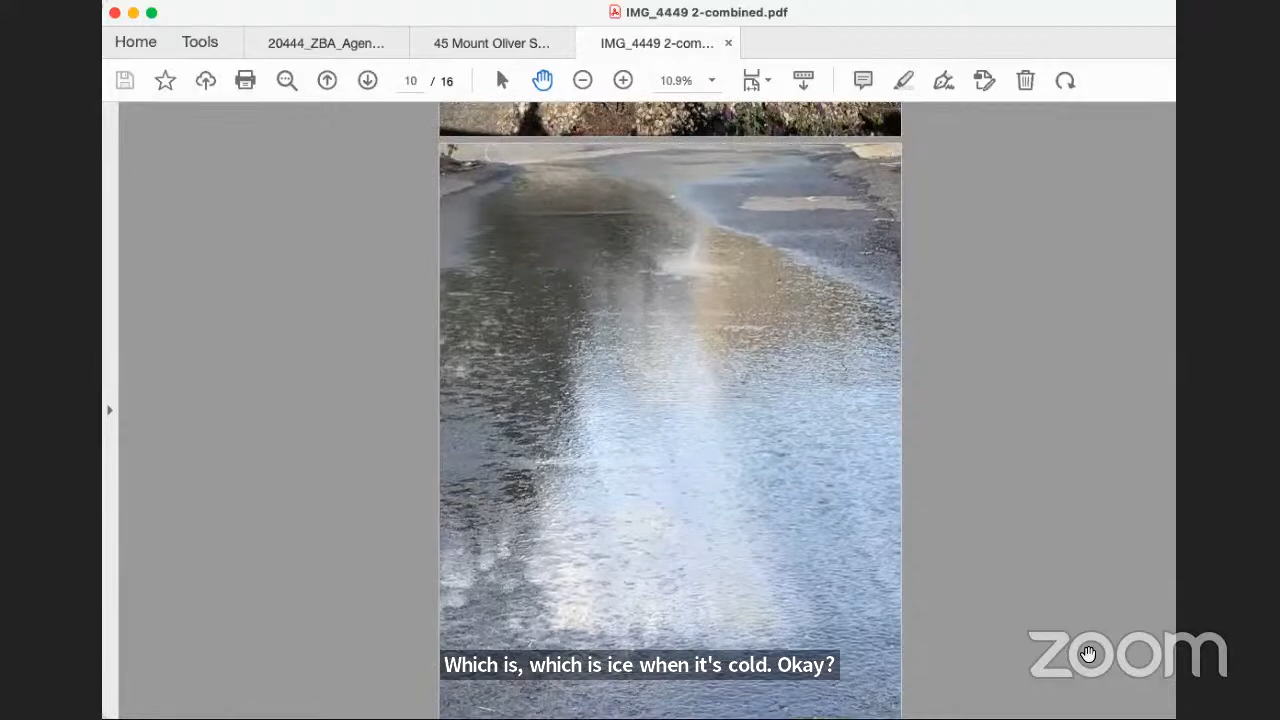 IMG_4449 2-combined.pdf
Home Tools 20444_ZBA_Agen... 45 Mount Oliver S... IMG_4449 2-com... ×
10 / 16 10.9%
Which is, which is ice when it's cold. Okay?
zoom